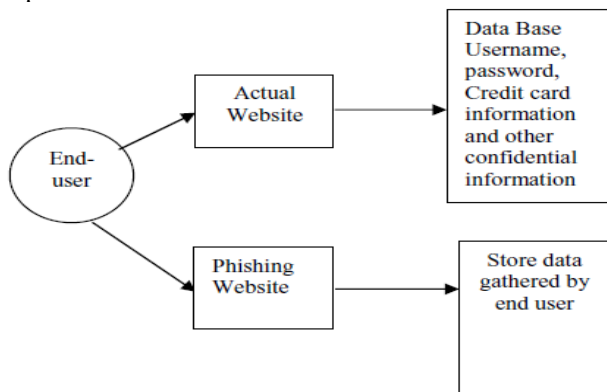 End-
user
Actual
Website
Data Base
Username,
password,
Credit card
information
and other
confidential
information
Phishing
Website
Store data
gathered by
end user